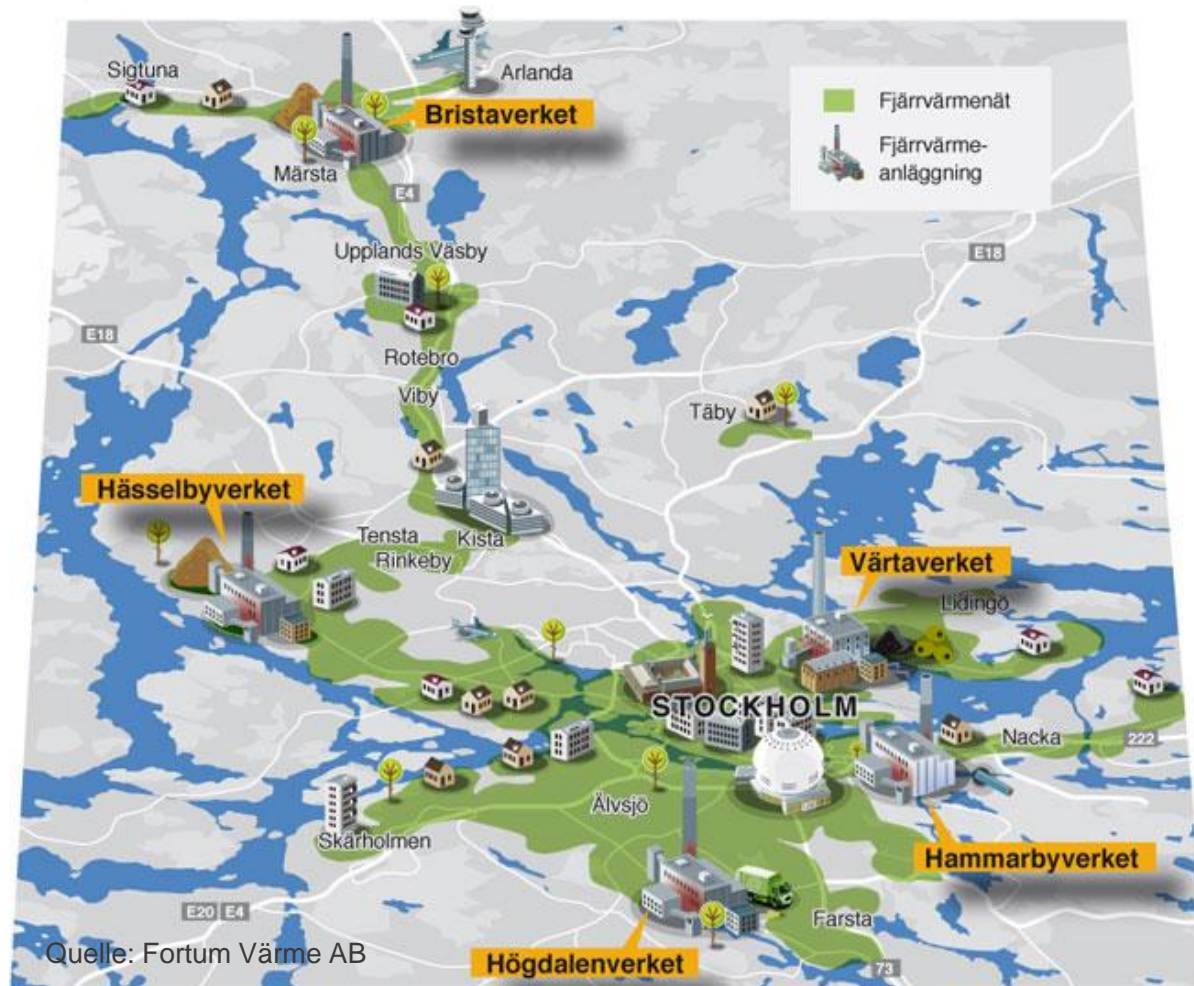 Sigtuna
Arlanda
Bristaverket
Märsta
E4
Fjärrvärmenät
Fjärrvärme-
anläggning
Upplands Väsby
E18
E18
Rotebro
Viby
Täby
Hässelbyverket
Tensta
Rinkeby
Kista
Värtaverket
Lidingö
STOCKHOLM
Nacka
222
Älvsjö
Skärholmen
Hammarbyverket
E20 E4
Farsta
Quelle: Fortum Värme AB
Högdalenverket
73